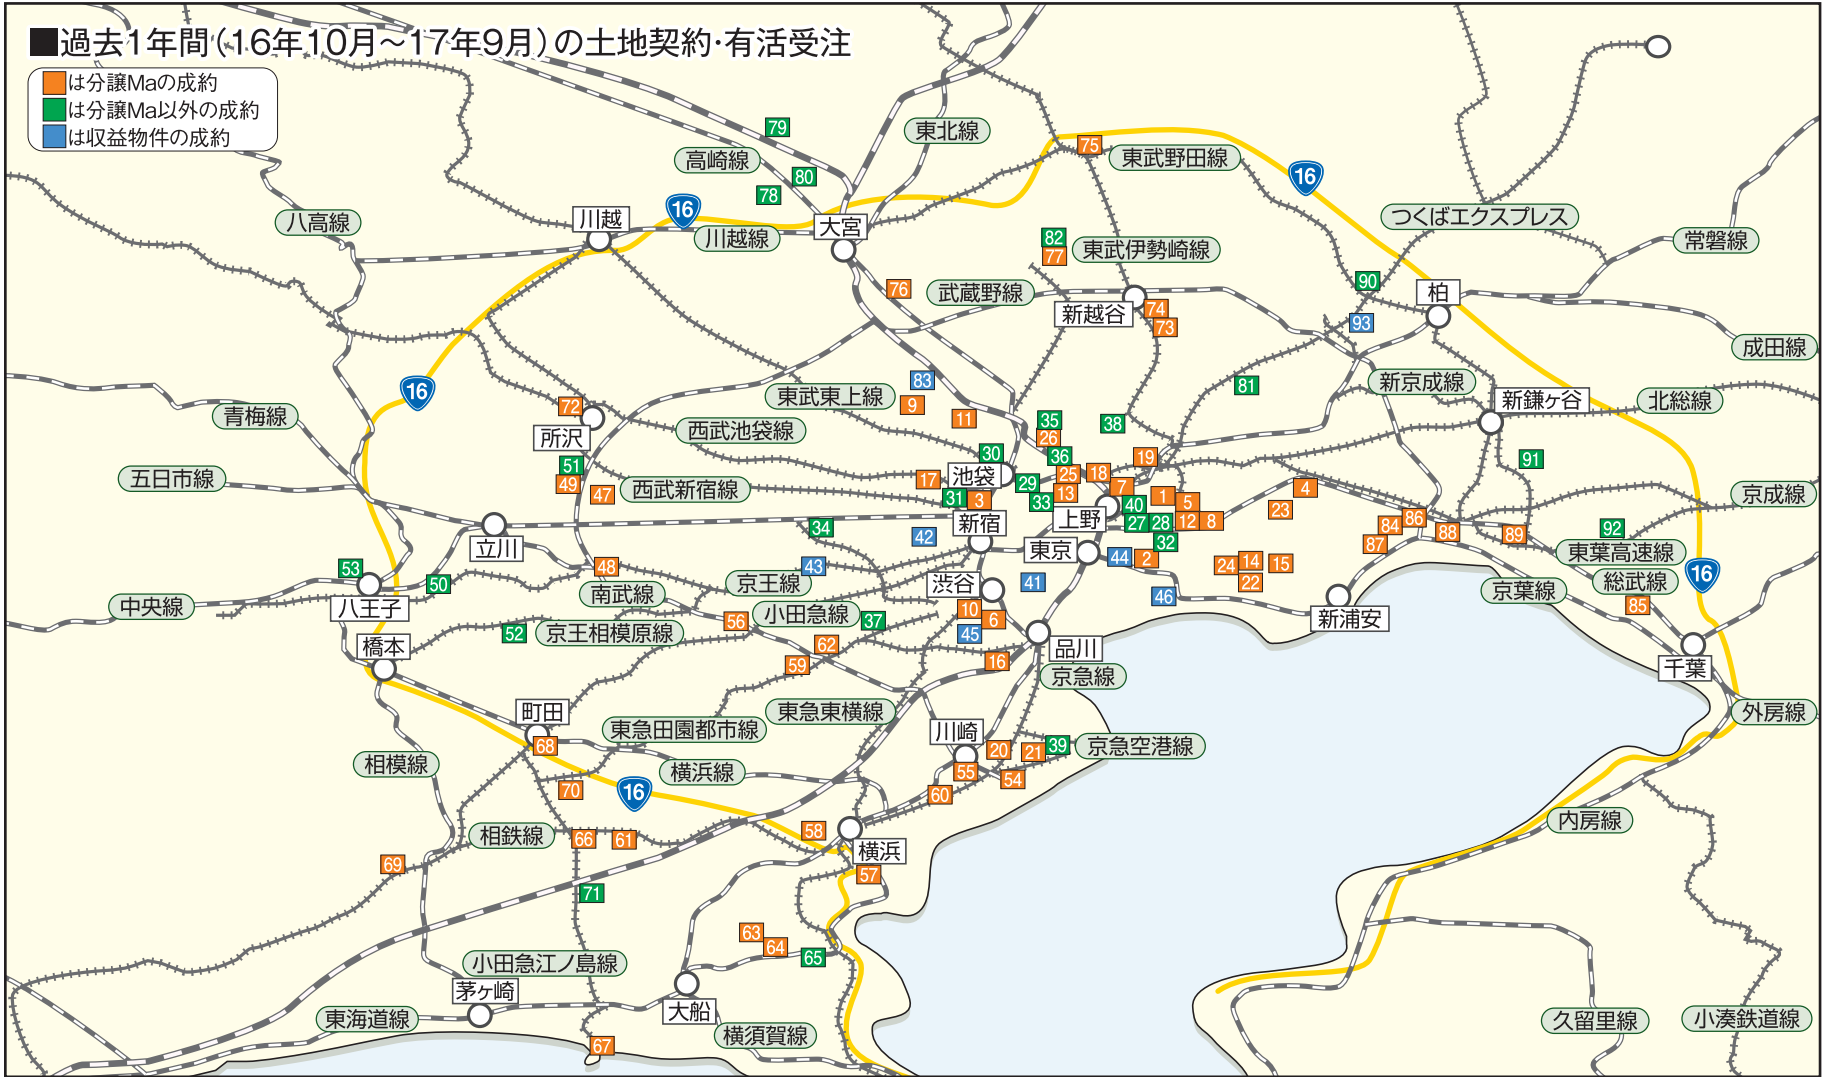 ■過去1年間(16年10月～17年9月)の土地契約・有活受注
は分譲Maの成約
は分譲Ma以外の成約
は収益物件の成約
79
東北線
高崎線
80
78
75
東武野田線
16
16
つくばエクスプレス
八高線
川越
川越線
大宮
82
77
東武伊勢崎線
常磐線
76
武蔵野線
新越谷
74
73
90
93
柏
成田線
16
83
9
11
東武東上線
81
新京成線
新鎌ヶ谷
北総線
青梅線
72
所沢
西武池袋線
35
26
38
36
30
池袋
五日市線
51
49
47
西武新宿線
17
31
3
29
33
25
13
18
19
7
40
1
5
4
23
91
京成線
新宿
上野
27
28
12
8
32
84
86
87
88
89
92
東葉高速線
立川
34
42
東京
44
2
24
14
15
22
総武線
16
53
八王子
50
48
京王線
43
渋谷
41
46
新浦安
京葉線
85
中央線
南武線
小田急線
37
10
6
45
千葉
橋本
52
京王相模原線
56
62
59
16
品川
京急線
外房線
町田
68
東急田園都市線
東急東横線
川崎
20
21
39
京急空港線
相模線
横浜線
55
54
60
70
16
内房線
相鉄線
66
61
58
横浜
57
69
71
63
64
65
小田急江ノ島線
茅ヶ崎
大船
東海道線
67
横須賀線
久留里線
小湊鉄道線